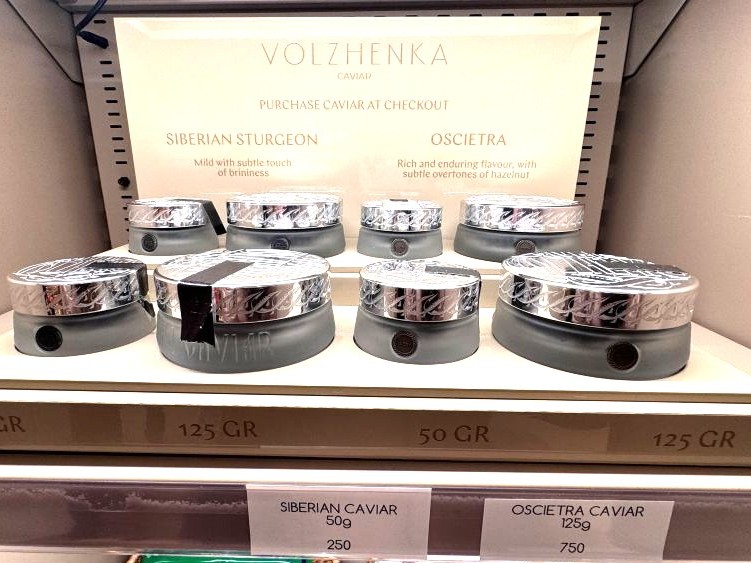 VOLZHENKA
CAVIAR
PURCHASE CAVIAR AT CHECKOUT
SIBERIAN STURGEON
Mild with subtle touch
of brininess
OSCIETRA
Rich and enduring flavour, with
subtle overtones of hazelnut
CAVIAR
GR
125 GR
50 GR
125 GR
SIBERIAN CAVIAR
50g
250
OSCIETRA CAVIAR
125g
750